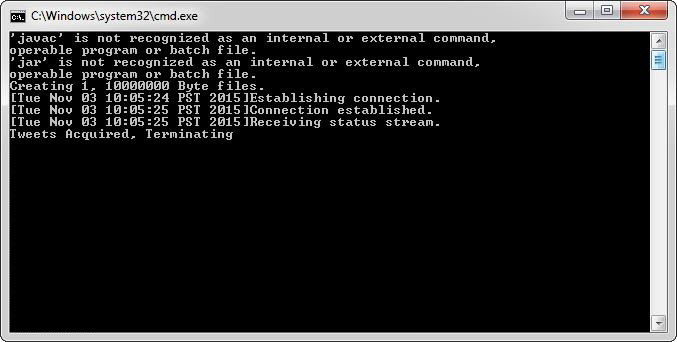 C:\Windows\system32\cmd.exe
'javac' is not recognized as an internal or external command,
operable program or batch file.
'jar' is not recognized as an internal or external command,
operable program or batch file.
Creating 1, 10000000 Byte files.
[Tue Nov 03 10:05:24 PST 2015]Establishing connection.
[Tue Nov 03 10:05:25 PST 2015]Connection established.
[Tue Nov 03 10:05:25 PST 2015]Receiving status stream.
Tweets Acquired, Terminating